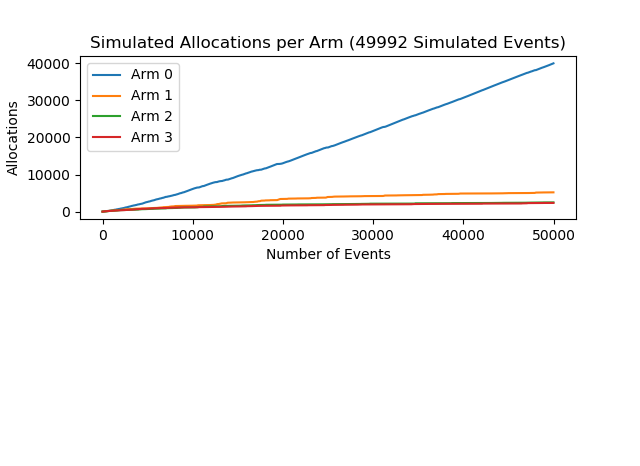 Simulated Allocations per Arm (49992 Simulated Events)
Allocations
40000
30000
20000
10000
0
Arm 0
Arm 1
Arm 2
Arm 3
0 10000 20000 30000 40000 50000
Number of Events